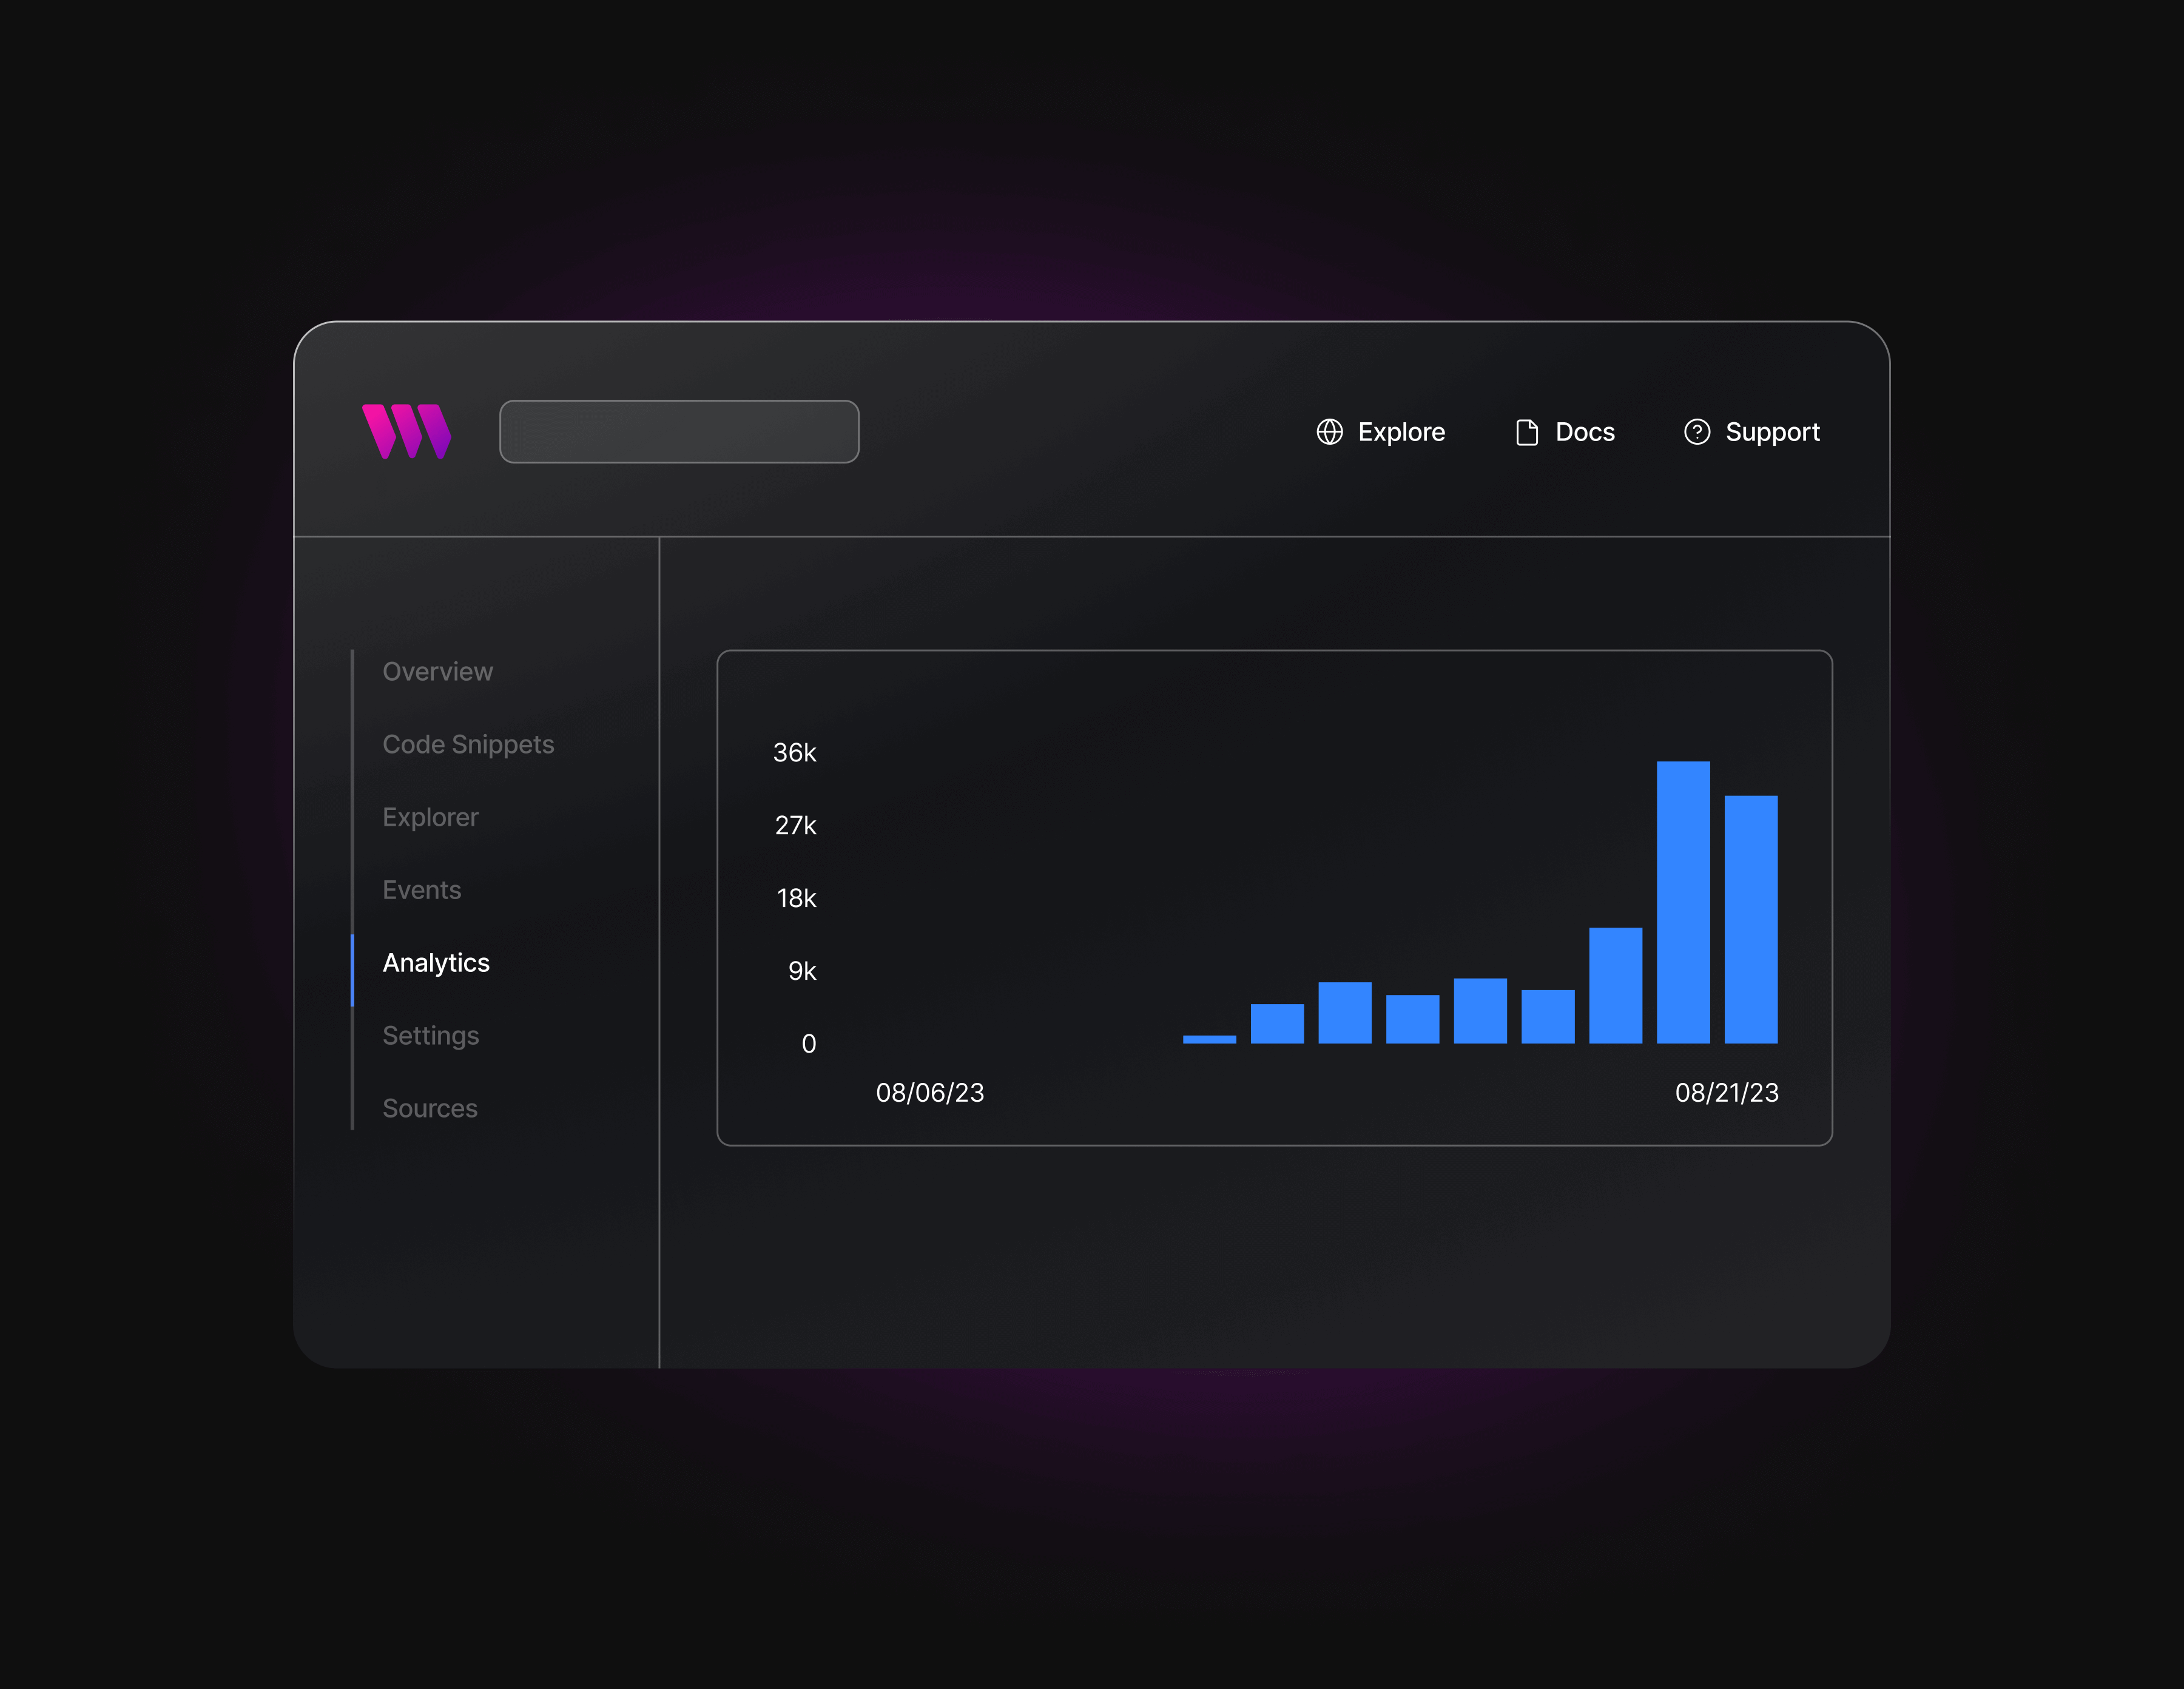 Explore
Docs
Support
Overview
Code Snippets
Explorer
Events
Analytics
Settings
Sources
36k
27k
18k
9k
0
08/06/23
08/21/23